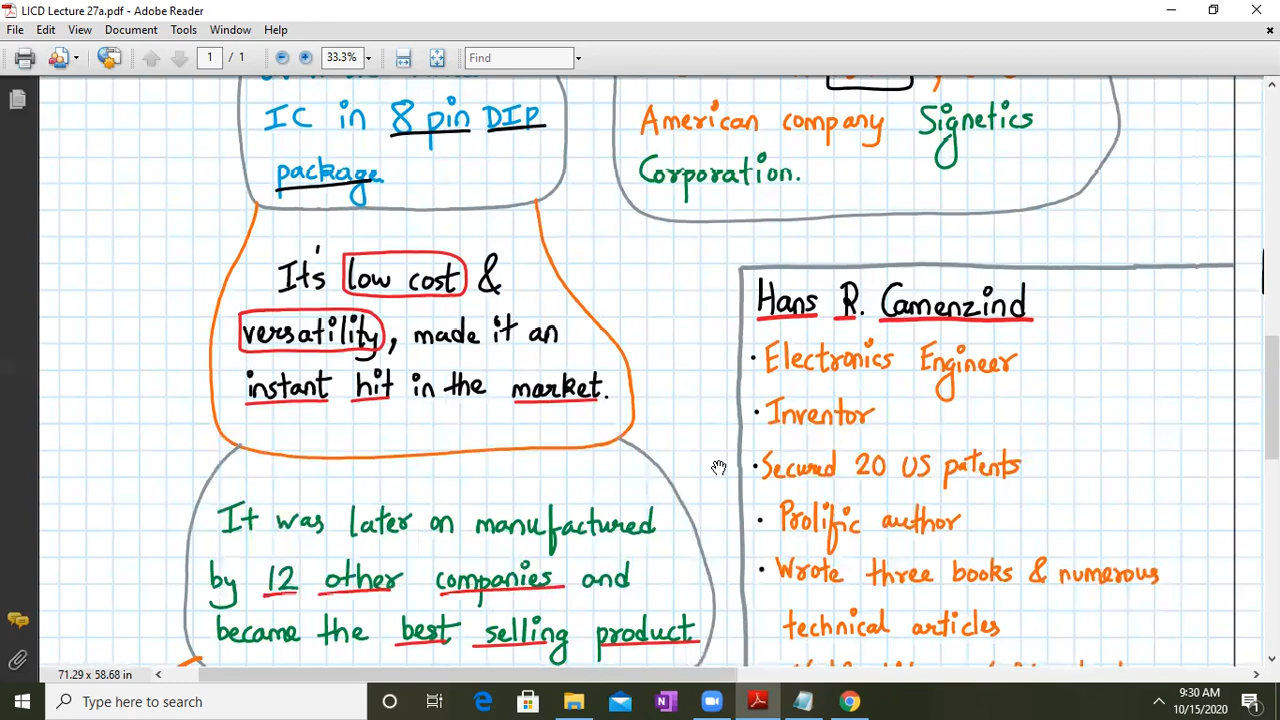 LICD Lecture 27a.pdf - Adobe Reader
File Edit View Document Tools Window Help
1 / 1 33.3% Find
IC in 8 pin DIP
package
American company Signetics
Corporation.
It's low cost &
versatility, made it an
instant hit in the market.
It was later on manufactured
by 12 other companies and
became the best selling product
Hans R. Camenzind
• Electronics Engineer
• Inventor
• Secured 20 US patents
• Prolific author
• Wrote three books & numerous
technical articles
71.29 x 58.68 in
Type here to search
9:30 AM
10/15/2020